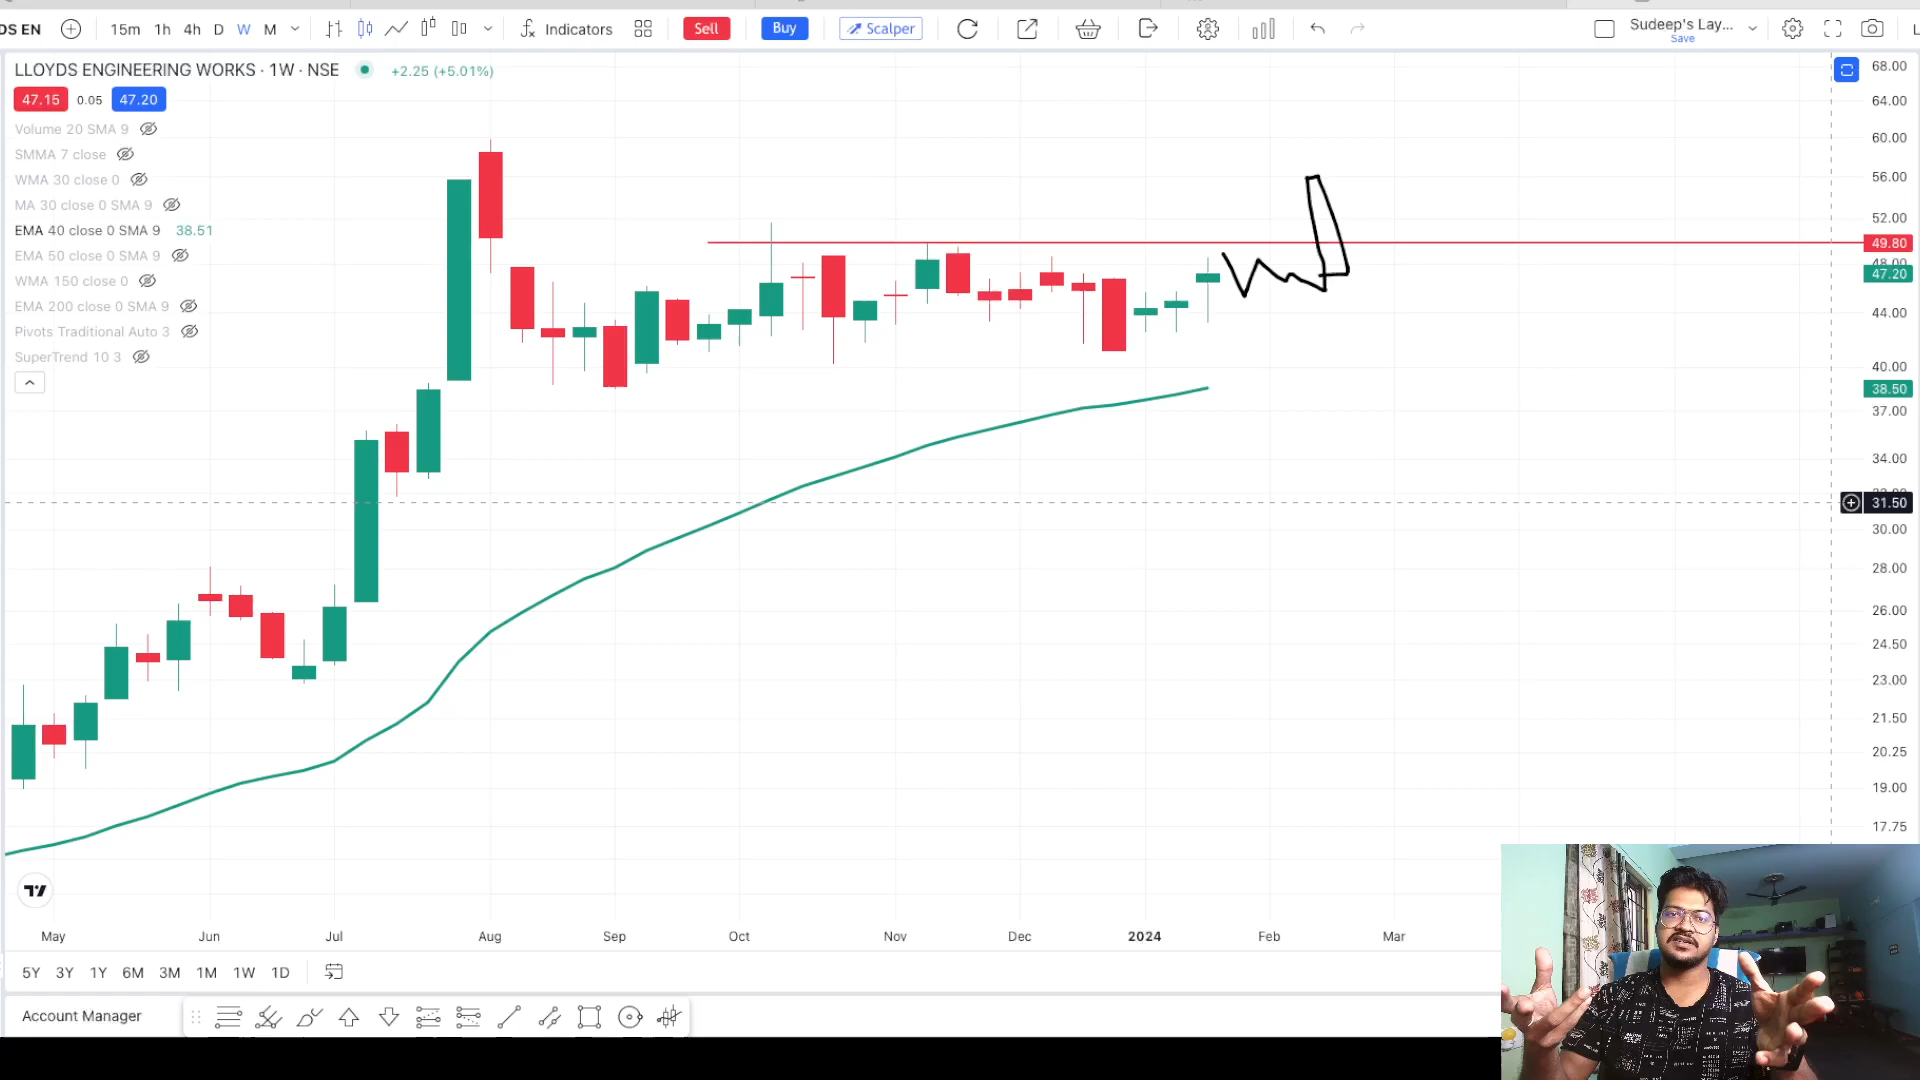 DS EN 15m 1h 4h D W M Indicators Sell Buy Scalper Sudeep's Lay...
Save
LLOYDS ENGINEERING WORKS · 1W · NSE +2.25 (+5.01%)
47.15 0.05 47.20
Volume 20 SMA 9
SMMA 7 close
WMA 30 close 0
MA 30 close 0 SMA 9
EMA 40 close 0 SMA 9 38.51
EMA 50 close 0 SMA 9
WMA 150 close 0
EMA 200 close 0 SMA 9
Pivots Traditional Auto 3
SuperTrend 10 3
68.00
64.00
60.00
56.00
52.00
49.80
48.00
47.20
44.00
40.00
38.50
37.00
34.00
31.50
30.00
28.00
26.00
24.50
23.00
21.50
20.25
19.00
17.75
May Jun Jul Aug Sep Oct Nov Dec 2024 Feb Mar
5Y 3Y 1Y 6M 3M 1M 1W 1D
Account Manager